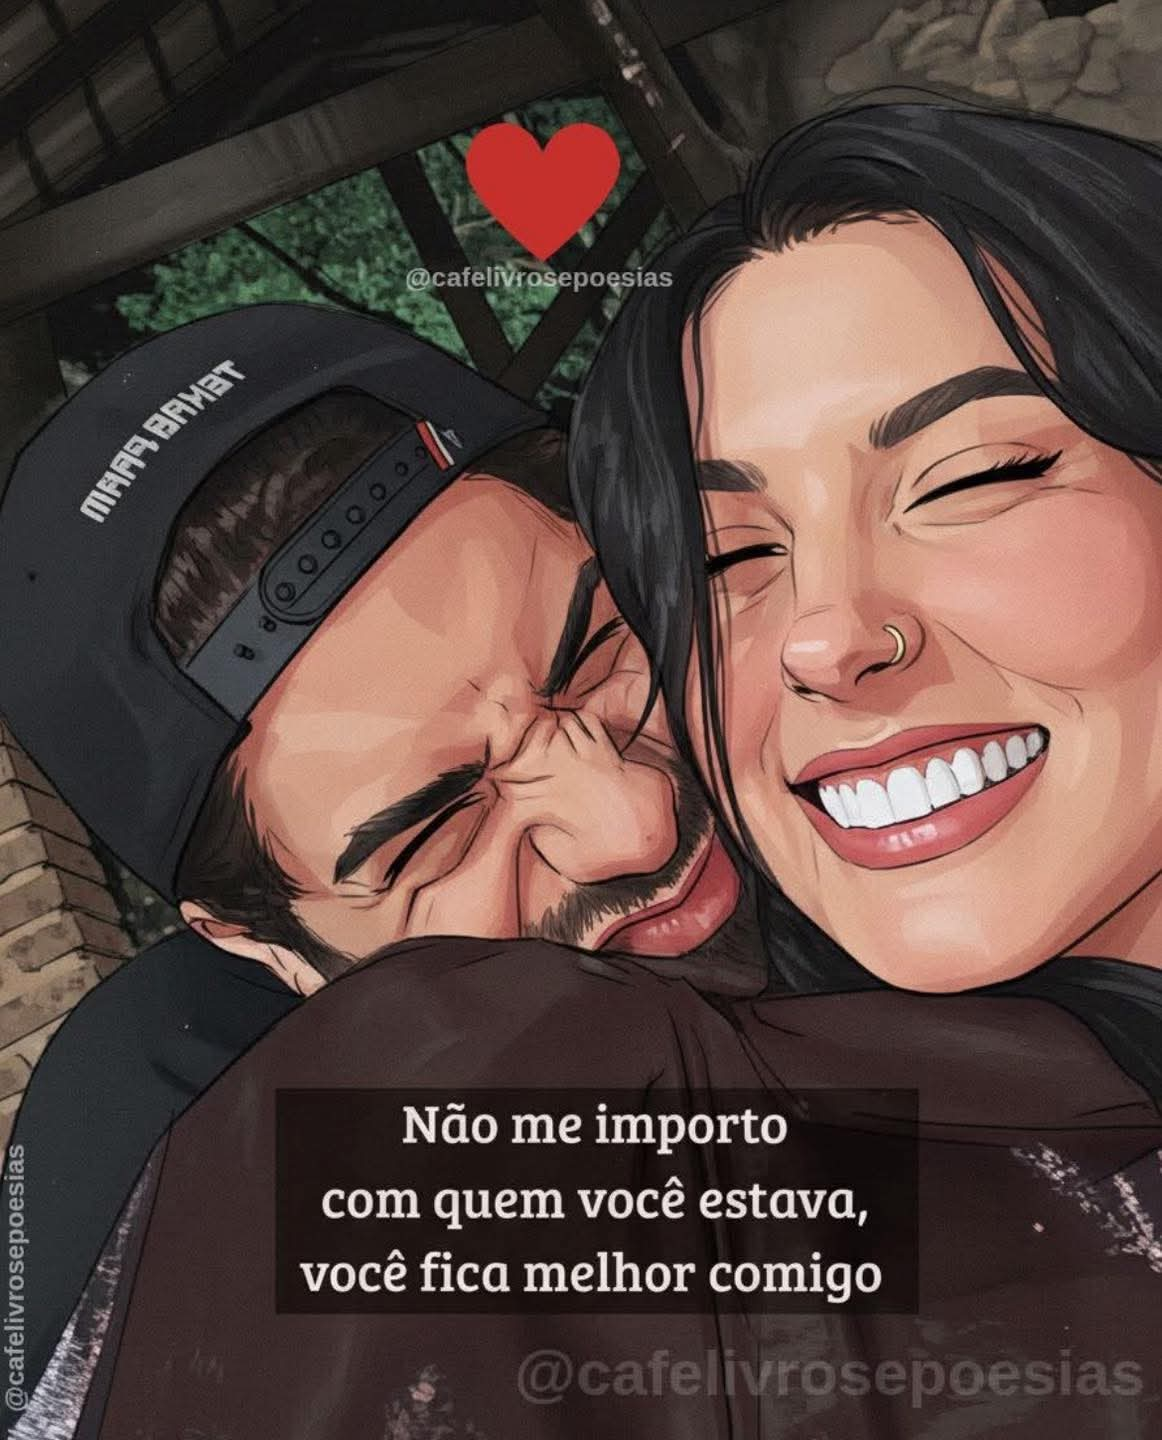 @cafelivrosepoesias
Não me importo
com quem você estava,
você fica melhor comigo
@cafelivrosepoesias
@cafelivrosepoesias